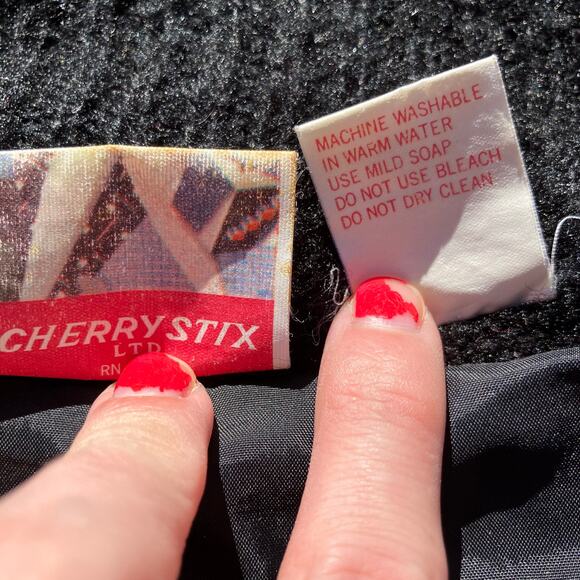 CHERRY STIX
LTD
RN
MACHINE WASHABLE
IN WARM WATER
USE MILD SOAP
DO NOT USE BLEACH
DO NOT DRY CLEAN